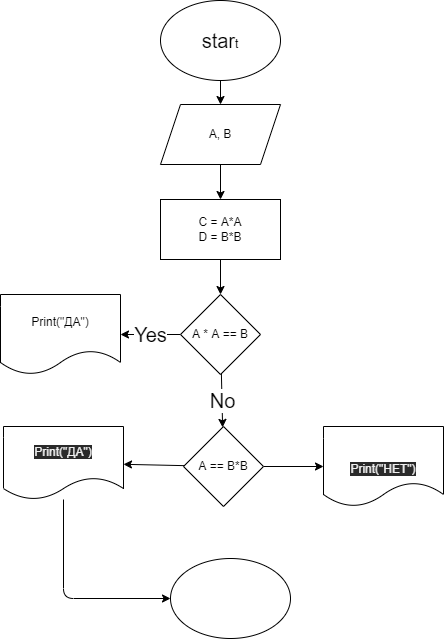 start
A, B
C = A*A
D = B*B
Print("ДА")
Yes
A * A == B
No
Print("ДА")
A == B*B
Print("НЕТ")